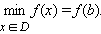 min f(x) = f(b).
x ∈ D